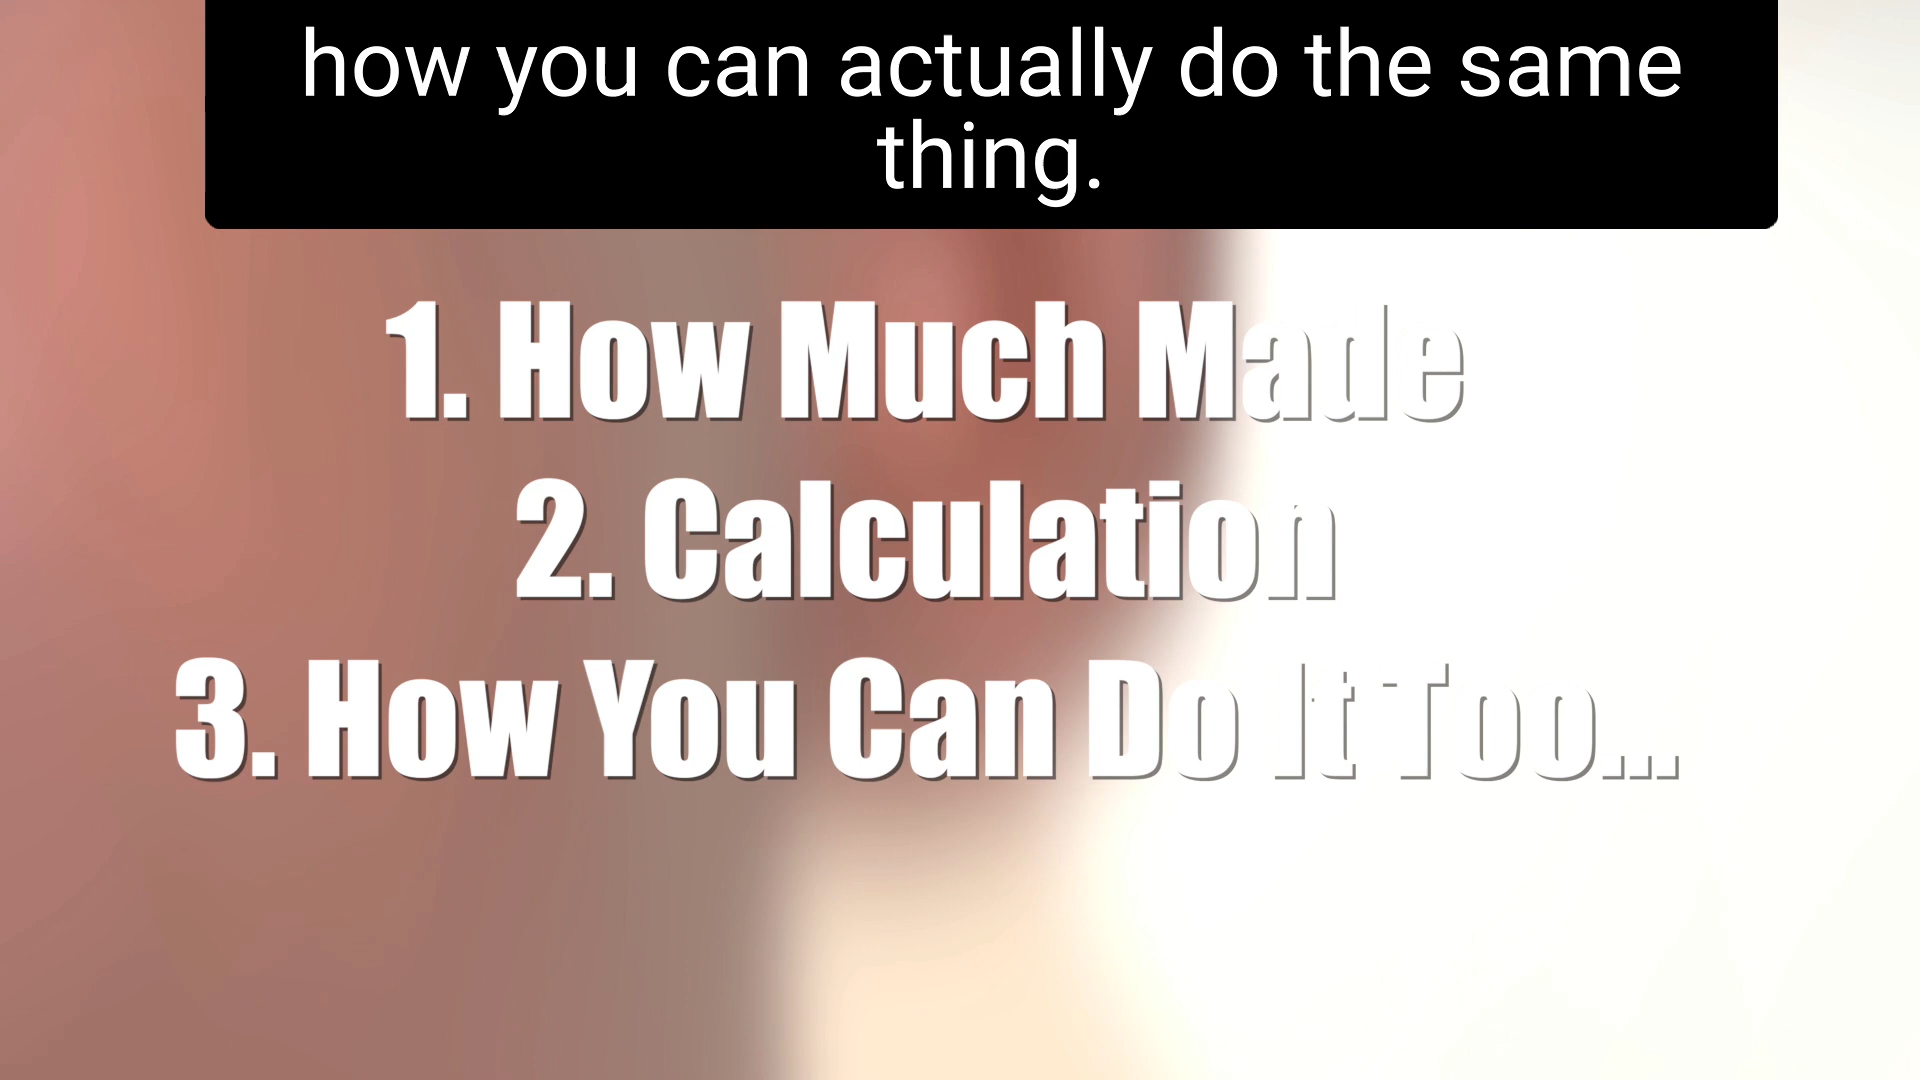 how you can actually do the same
thing.
1. How Much Made
2. Calculation
3. How You Can Do It Too...